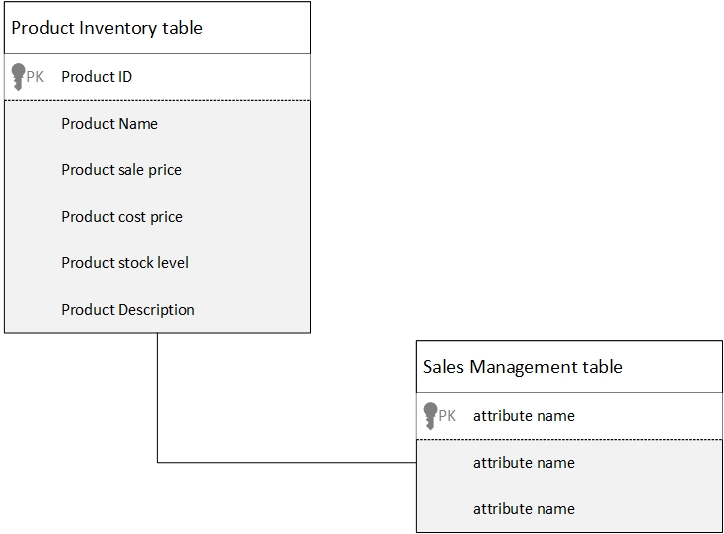 Product Inventory table
PK Product ID
Product Name
Product sale price
Product cost price
Product stock level
Product Description
Sales Management table
PK attribute name
attribute name
attribute name